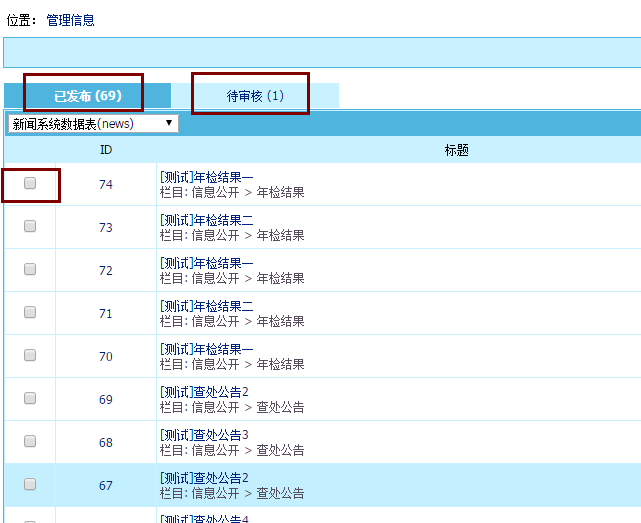 位置： 管理信息
已发布 (69)
待审核 (1)
新闻系统数据表(news)
ID 标题
74 [测试]年检结果一
栏目: 信息公开 > 年检结果
73 [测试]年检结果二
栏目: 信息公开 > 年检结果
72 [测试]年检结果一
栏目: 信息公开 > 年检结果
71 [测试]年检结果二
栏目: 信息公开 > 年检结果
70 [测试]年检结果一
栏目: 信息公开 > 年检结果
69 [测试]查处公告2
栏目: 信息公开 > 查处公告
68 [测试]查处公告3
栏目: 信息公开 > 查处公告
67 [测试]查处公告2
栏目: 信息公开 > 查处公告
[测试]查处公告4